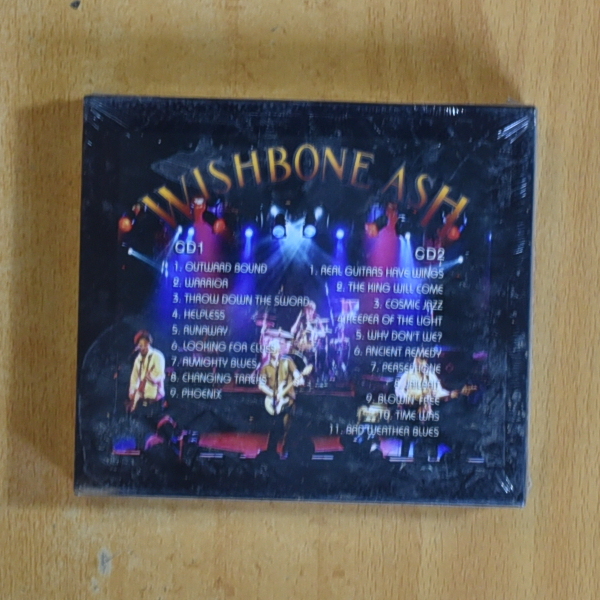 WISHBONE ASH
CD1
1. OUTWARD BOUND
2. WARRIOR
3. THROW DOWN THE SWORD
4. HELPLESS
5. RUNAWAY
6. LOOKING FOR
7. ALMIGHTY BLUES
8. CHANGING TRACKS
9. PHOENIX
CD2
1. REAL GUITARS HAVE WINGS
2. THE KING WILL COME
3. COSMIC JAZZ
KEEPER OF THE LIGHT
5. WHY DON'T WE?
6. ANCIENT REMEDY
7. PERSEPHONE
9. BLOWIN' FREE
10. TIME WAS
11. BAD WEATHER BLUES